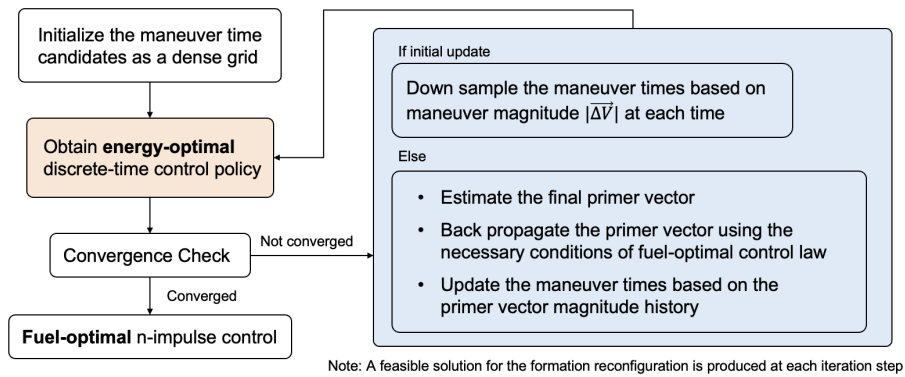 Initialize the maneuver time
candidates as a dense grid
Obtain energy-optimal
discrete-time control policy
Convergence Check
Not converged
Converged
Fuel-optimal n-impulse control
If initial update
Down sample the maneuver times based on
maneuver magnitude |\overrightarrow{ΔV}| at each time
Else
• Estimate the final primer vector
• Back propagate the primer vector using the
necessary conditions of fuel-optimal control law
• Update the maneuver times based on the
primer vector magnitude history
Note: A feasible solution for the formation reconfiguration is produced at each iteration step